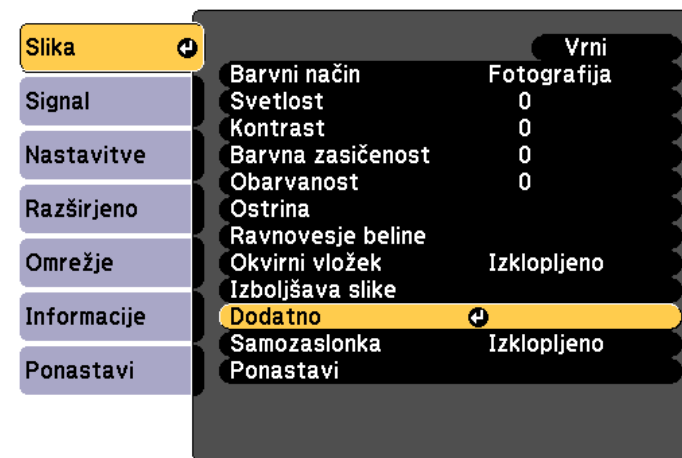 Slika
Signal
Nastavitve
Razširjeno
Omrežje
Informacije
Ponastavi
Vrni
Barvni način Fotografija
Svetlost 0
Kontrast 0
Barvna zasičenost 0
Obarvanost 0
Ostrina
Ravnovesje beline
Okvirni vložek Izklopljeno
Izboljšava slike
Dodatno
Samozaslonka Izklopljeno
Ponastavi